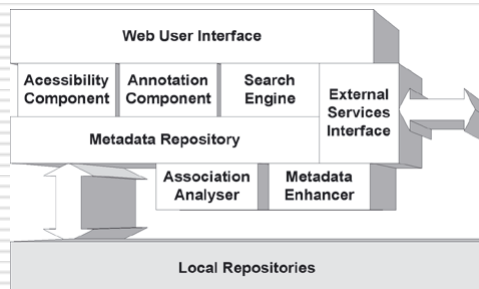 Web User Interface
Acessibility
Component
Annotation
Component
Search
Engine
External
Services
Interface
Metadata Repository
Association
Analyser
Metadata
Enhancer
Local Repositories